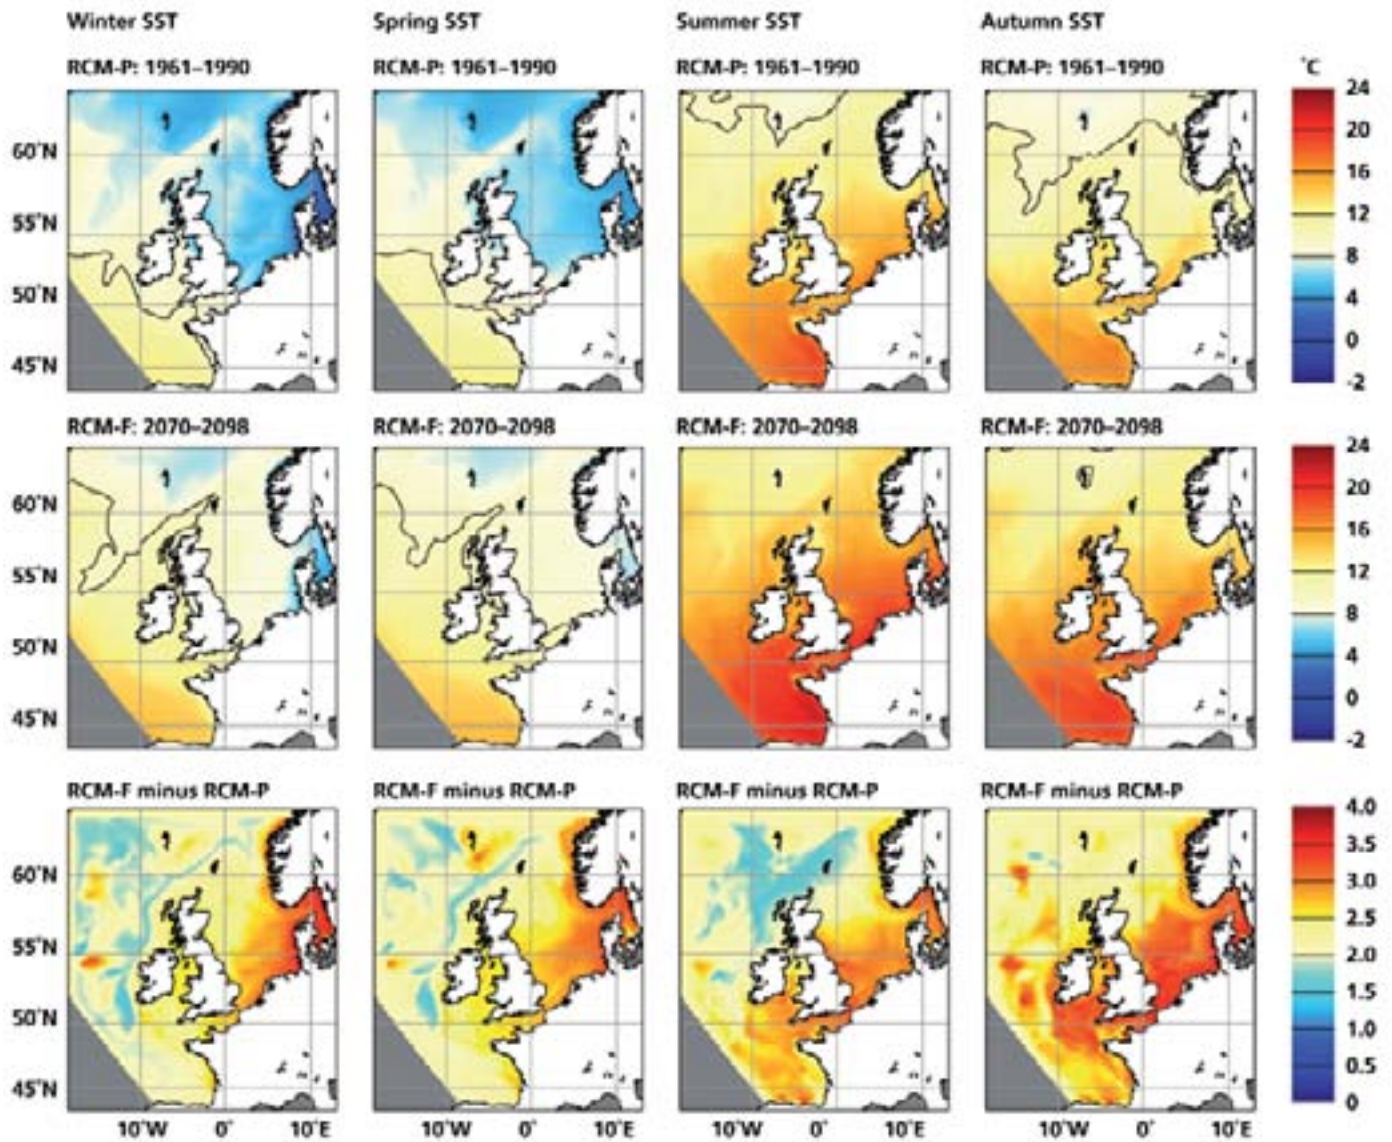 Winter SST Spring SST Summer SST Autumn SST
RCM-P: 1961–1990 RCM-P: 1961–1990 RCM-P: 1961–1990 RCM-P: 1961–1990 °C
24
20
16
12
8
4
0
-2
60°N
55°N
50°N
45°N
RCM-F: 2070–2098 RCM-F: 2070–2098 RCM-F: 2070–2098 RCM-F: 2070–2098
24
20
16
12
8
4
0
-2
60°N
55°N
50°N
45°N
RCM-F minus RCM-P RCM-F minus RCM-P RCM-F minus RCM-P RCM-F minus RCM-P
4.0
3.5
3.0
2.5
2.0
1.5
1.0
0.5
0
60°N
55°N
50°N
45°N
10°W 0° 10°E 10°W 0° 10°E 10°W 0° 10°E 10°W 0° 10°E